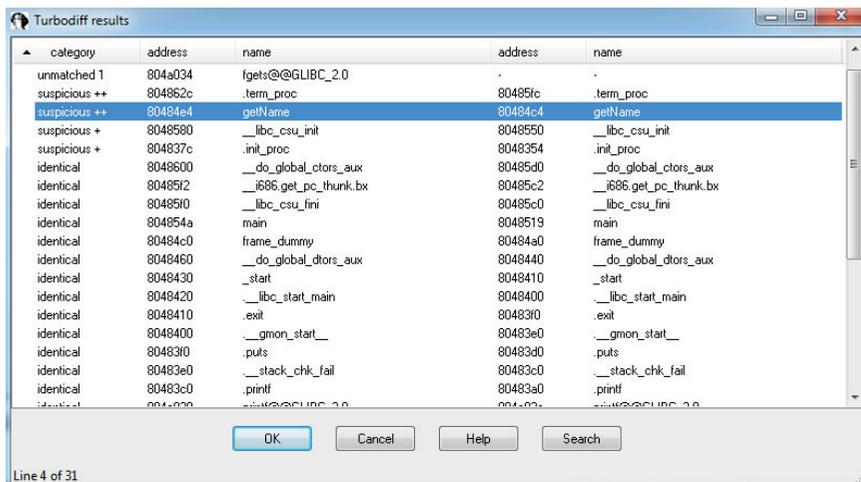 Turbodiff results
category address name address name
unmatched 1 804a034 fgets@@GLIBC_2.0 - -
suspicious ++ 804862c .term_proc 80485fc .term_proc
suspicious ++ 80484e4 getName 80484c4 getName
suspicious + 8048580 __libc_csu_init 8048550 __libc_csu_init
suspicious + 804837c .init_proc 8048354 .init_proc
identical 8048600 __do_global_ctors_aux 80485d0 __do_global_ctors_aux
identical 80485f2 __i686.get_pc_thunk.bx 80485c2 __i686.get_pc_thunk.bx
identical 80485f0 __libc_csu_fini 80485c0 __libc_csu_fini
identical 804854a main 8048519 main
identical 80484c0 frame_dummy 80484a0 frame_dummy
identical 8048460 __do_global_dtors_aux 8048440 __do_global_dtors_aux
identical 8048430 _start 8048410 _start
identical 8048420 .__libc_start_main 8048400 .__libc_start_main
identical 8048410 .exit 80483f0 .exit
identical 8048400 .__gmon_start__ 80483e0 .__gmon_start__
identical 80483f0 .puts 80483d0 .puts
identical 80483e0 .__stack_chk_fail 80483c0 .__stack_chk_fail
identical 80483c0 .printf 80483a0 .printf
OK Cancel Help Search
Line 4 of 31